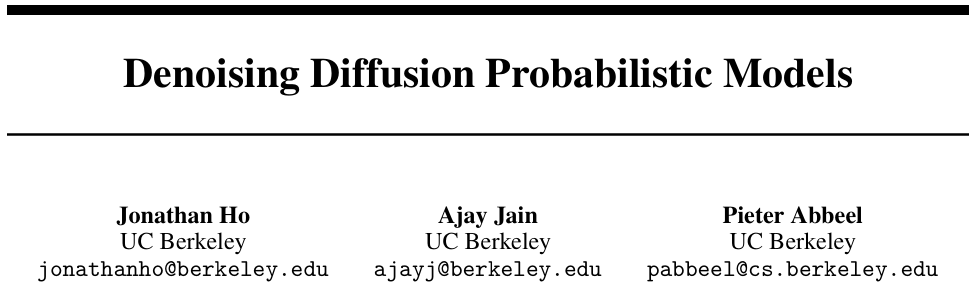 Denoising Diffusion Probabilistic Models
Jonathan Ho
UC Berkeley
jonathanho@berkeley.edu
Ajay Jain
UC Berkeley
ajayj@berkeley.edu
Pieter Abbeel
UC Berkeley
pabbeel@cs.berkeley.edu